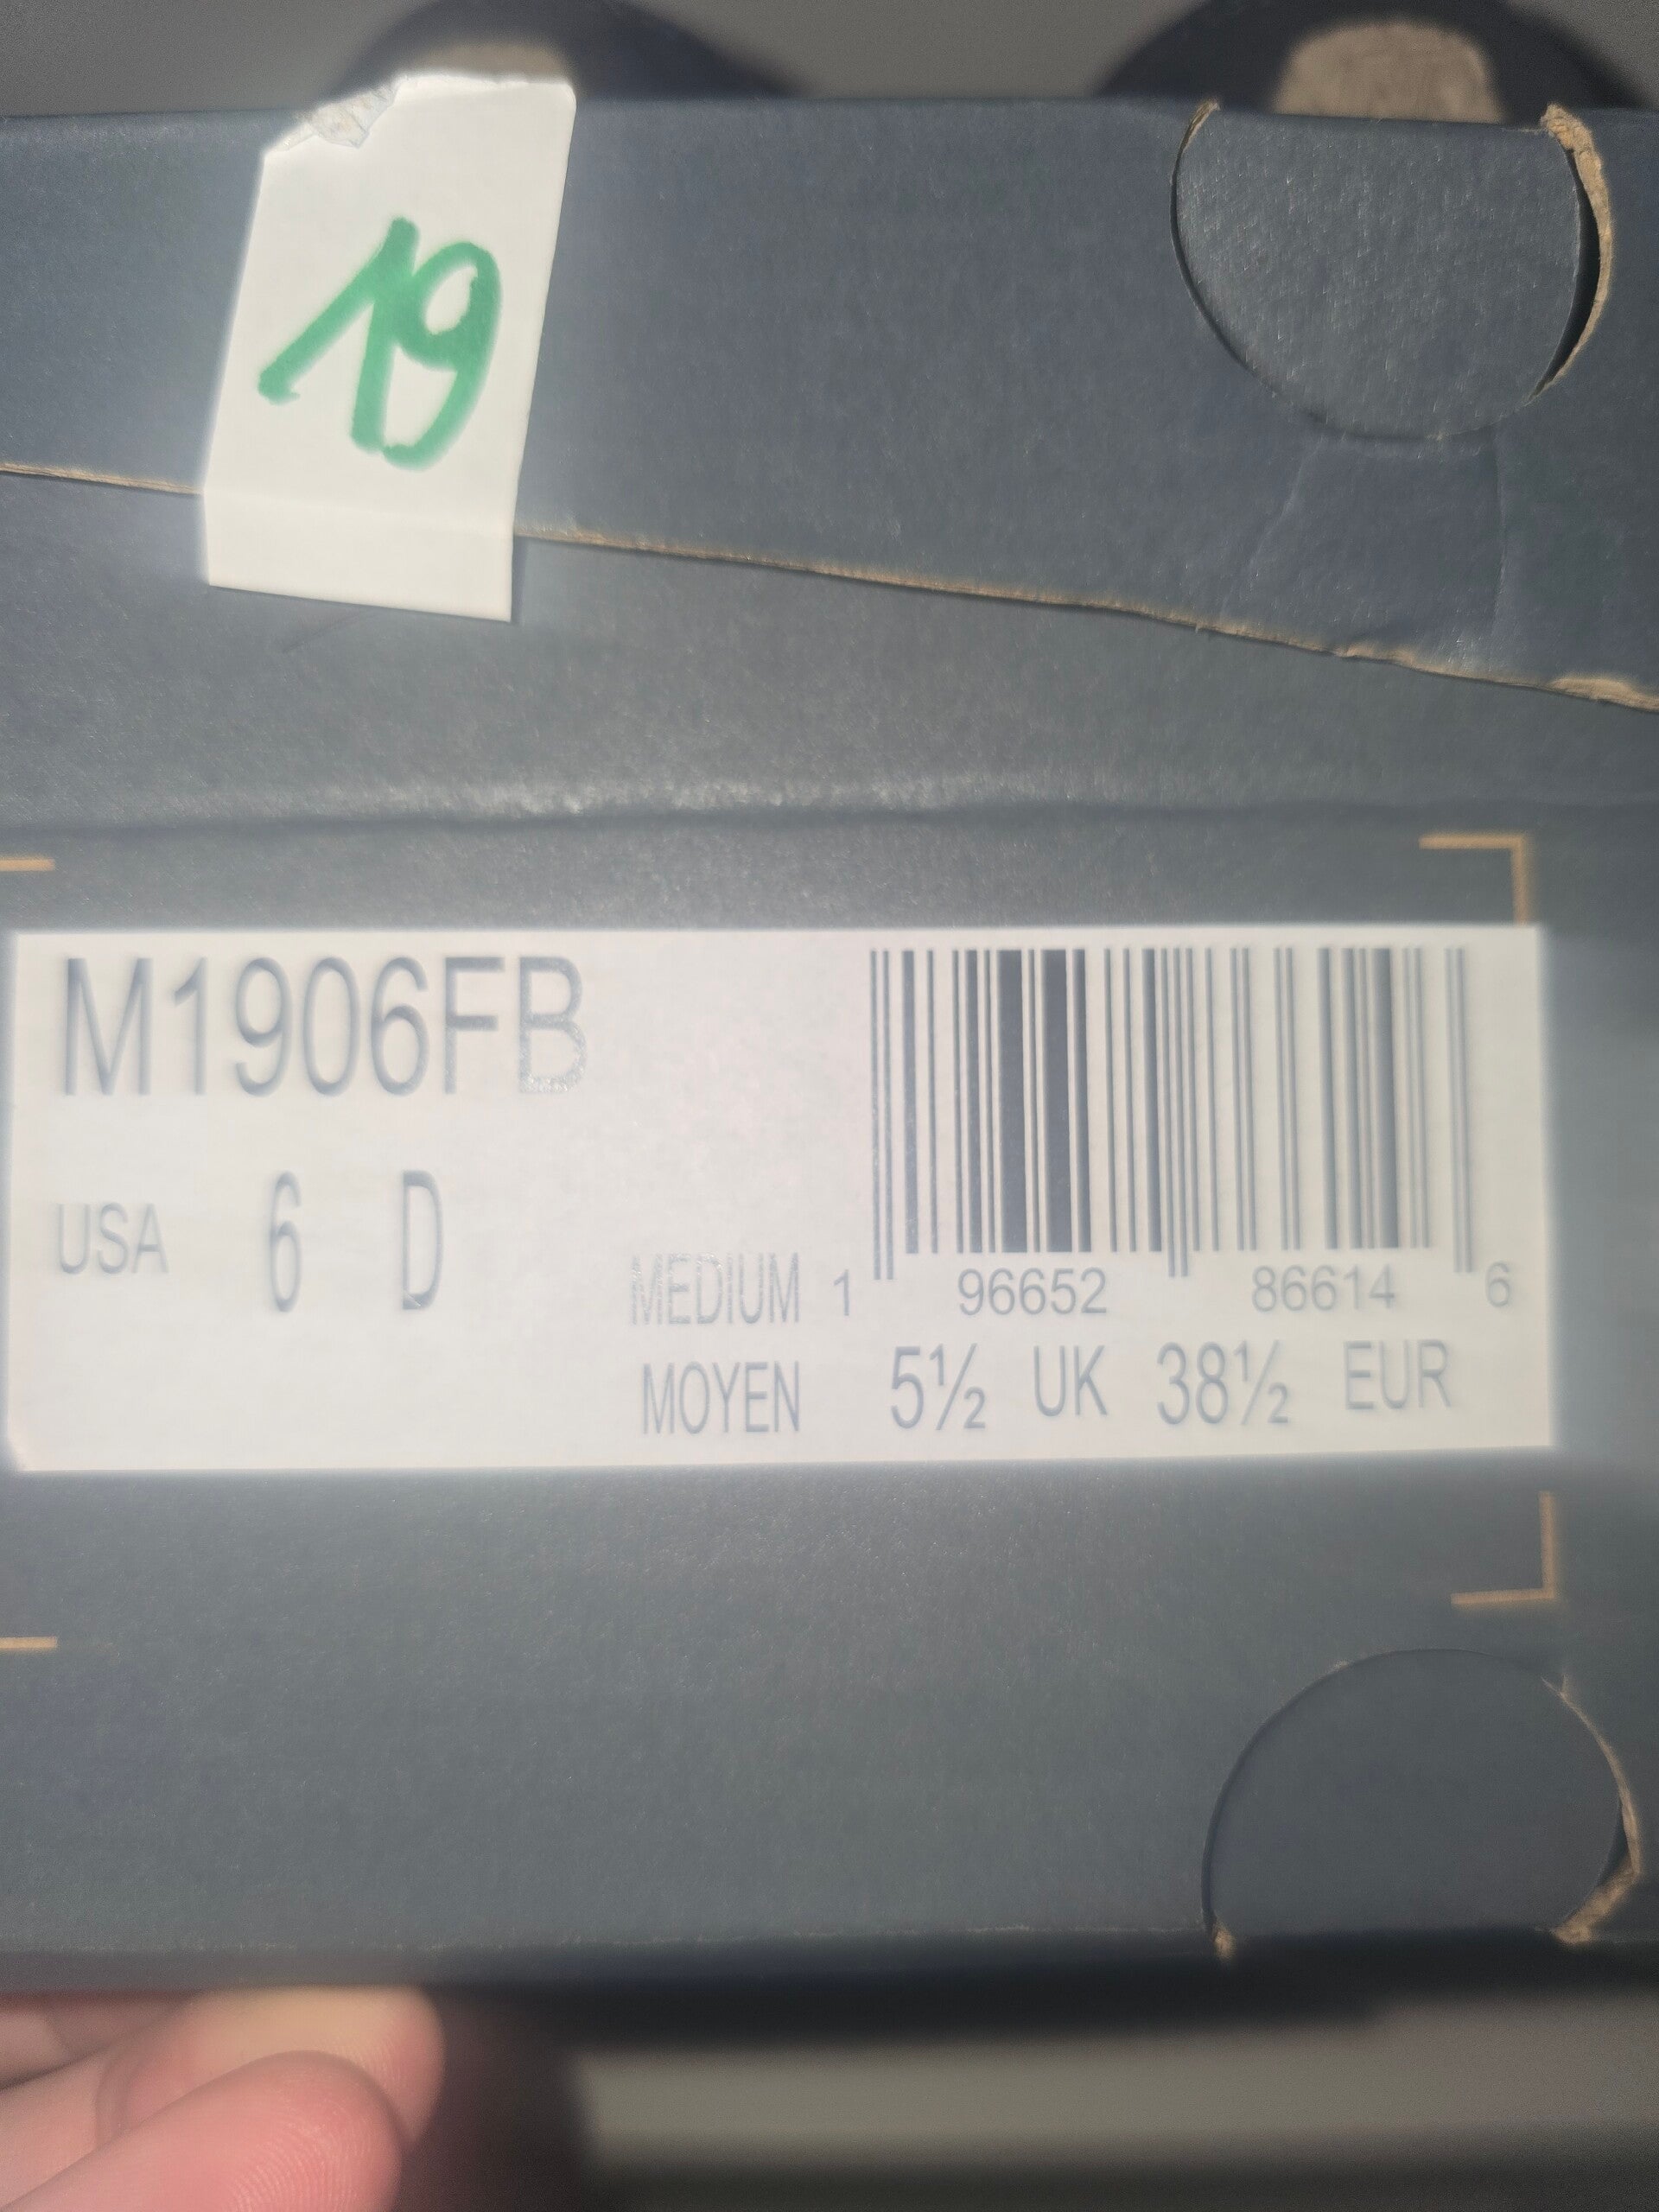 19
M1906FB
USA 6 D
MEDIUM 1 96652 86614 6
MOYEN 5½ UK 38½ EUR